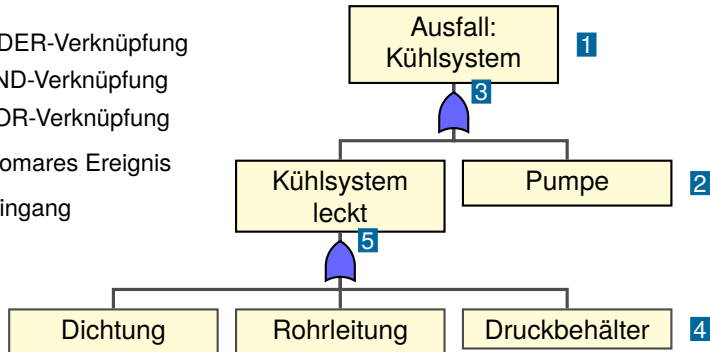 DER-Verknüpfung
ND-Verknüpfung
OR-Verknüpfung
omares Ereignis
ingang
Ausfall:
Kühlsystem
1
3
Kühlsystem
leckt
Pumpe
2
5
Dichtung
Rohrleitung
Druckbehälter
4